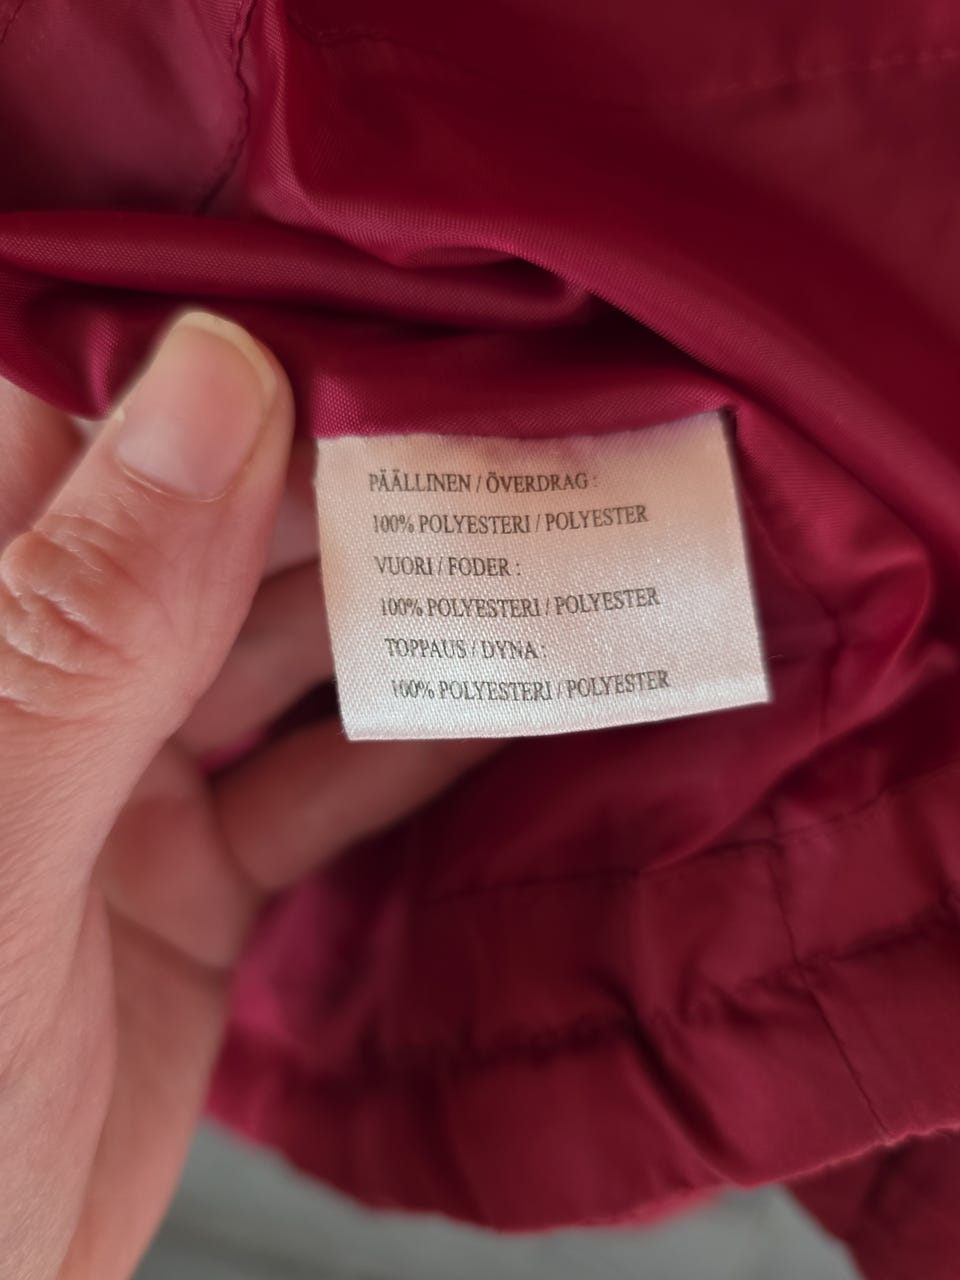 PÄÄLLINEN / ÖVERDRAG :
100% POLYESTERI / POLYESTER
VUORI / FODER :
100% POLYESTERI / POLYESTER
TOPPAUS / DYNA :
100% POLYESTERI / POLYESTER